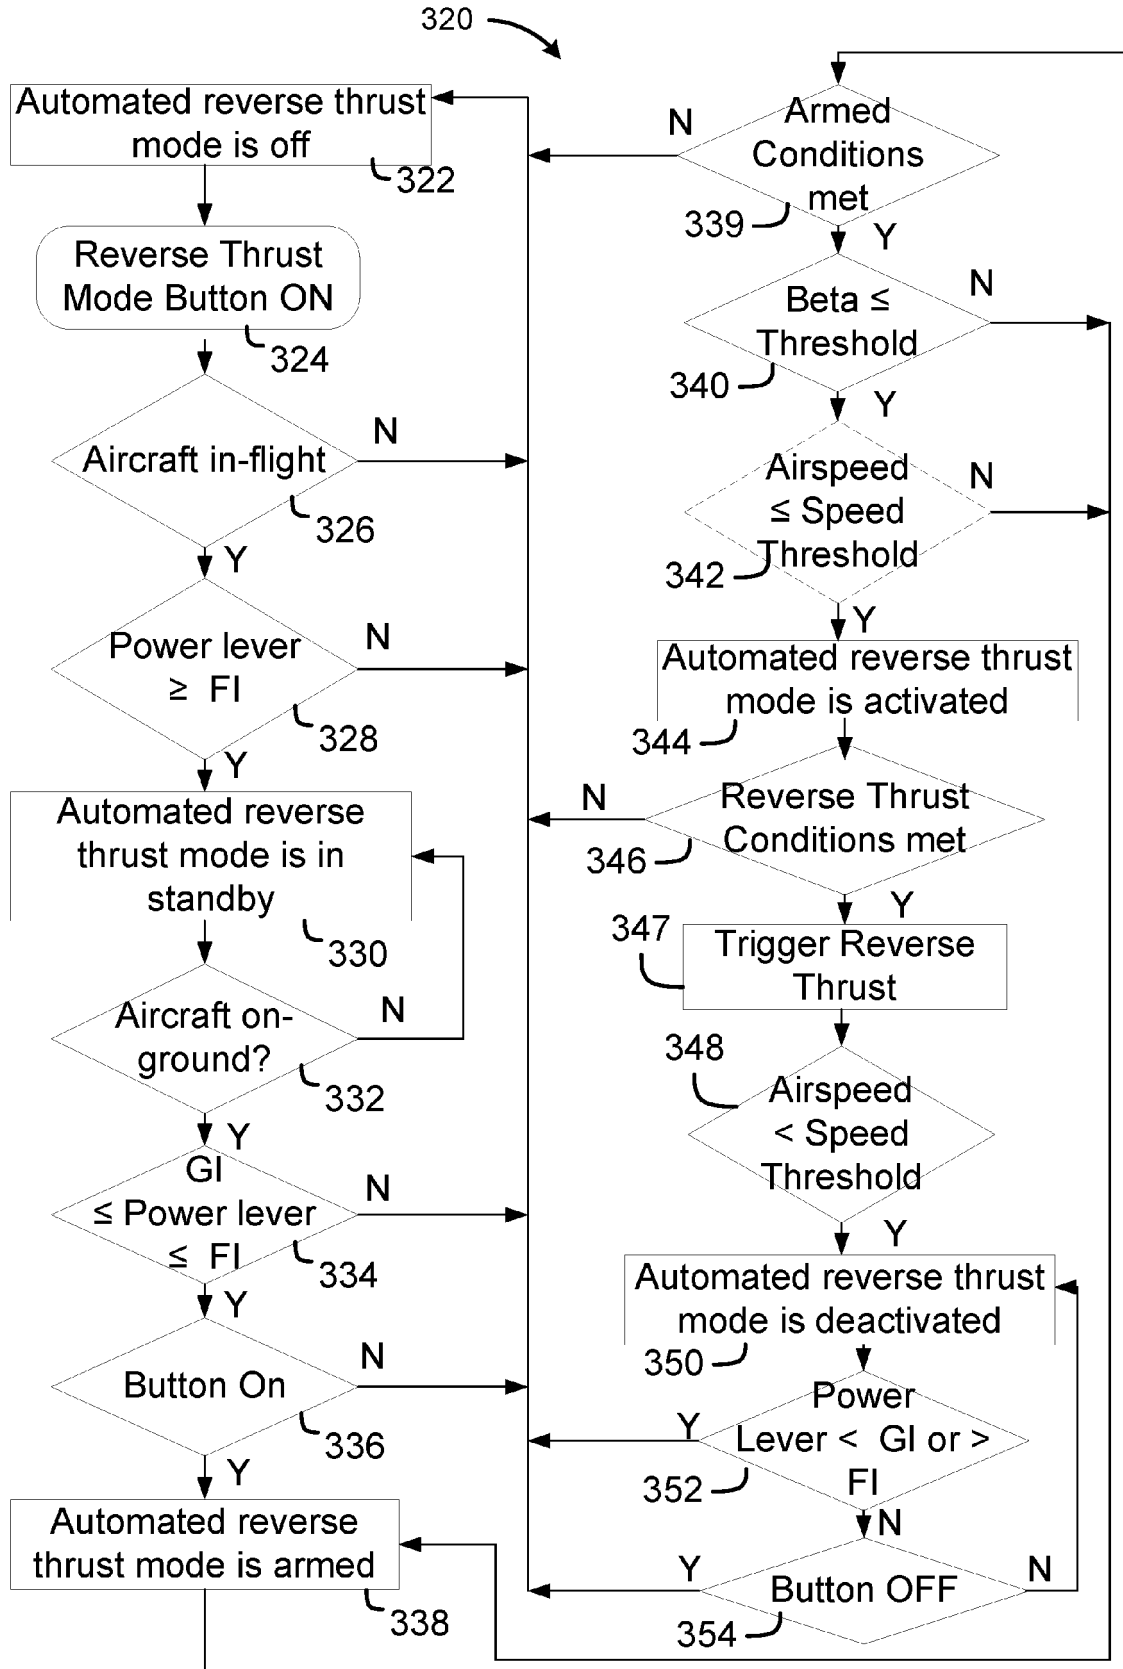 320
Automated reverse thrust
mode is off
322
Reverse Thrust
Mode Button ON
324
Aircraft in-flight
N
326
Y
Power lever
≥ FI
N
328
Y
Automated reverse
thrust mode is in
standby
330
Aircraft on-
ground?
N
332
Y
GI
≤ Power lever
≤ FI
N
334
Y
Button On
N
336
Y
Automated reverse
thrust mode is armed
338
N
Armed
Conditions
met
339
Y
Beta ≤
Threshold
N
340
Y
Airspeed
≤ Speed
Threshold
N
342
Y
Automated reverse thrust
mode is activated
344
N
Reverse Thrust
Conditions met
346
Y
347
Trigger Reverse
Thrust
348
Airspeed
< Speed
Threshold
Y
Automated reverse thrust
mode is deactivated
350
Y
Power
Lever < GI or >
FI
352
N
Y
Button OFF
N
354